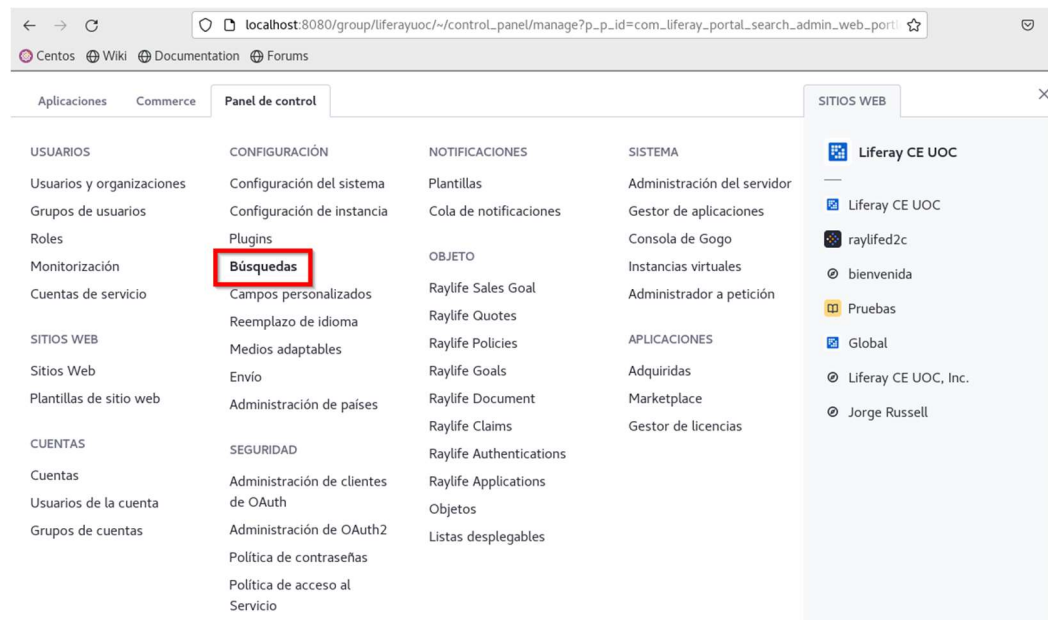 localhost:8080/group/liferayuoc/~/control_panel/manage?p_p_id=com_liferay_portal_search_admin_web_port
Centos Wiki Documentation Forums
Aplicaciones Commerce Panel de control
USUARIOS
Usuarios y organizaciones
Grupos de usuarios
Roles
Monitorización
Cuentas de servicio
SITIOS WEB
Sitios Web
Plantillas de sitio web
CUENTAS
Cuentas
Usuarios de la cuenta
Grupos de cuentas
CONFIGURACIÓN
Configuración del sistema
Configuración de instancia
Plugins
Búsquedas
Campos personalizados
Reemplazo de idioma
Medios adaptables
Envío
Administración de países
SEGURIDAD
Administración de clientes
de OAuth
Administración de OAuth2
Política de contraseñas
Política de acceso al
Servicio
NOTIFICACIONES
Plantillas
Cola de notificaciones
OBJETO
Raylife Sales Goal
Raylife Quotes
Raylife Policies
Raylife Goals
Raylife Document
Raylife Claims
Raylife Authentications
Raylife Applications
Objetos
Listas desplegables
SISTEMA
Administración del servidor
Gestor de aplicaciones
Consola de Gogo
Instancias virtuales
Administrador a petición
APLICACIONES
Adquiridas
Marketplace
Gestor de licencias
SITIOS WEB
Liferay CE UOC
Liferay CE UOC
raylifed2c
bienvenida
Pruebas
Global
Liferay CE UOC, Inc.
Jorge Russell